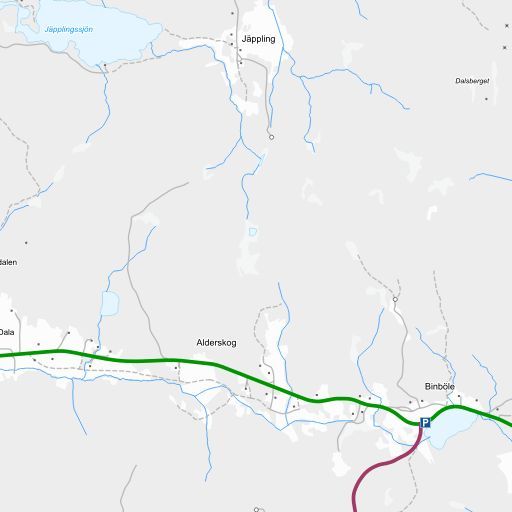 Jäpplingssjön
Jäppling
Dalsberget
dalen
Dala
Alderskog
Binböle
P